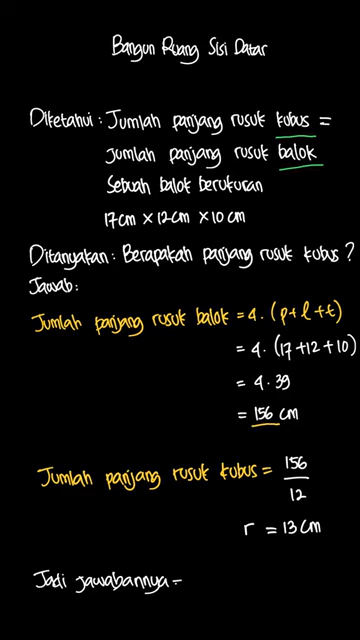 Bangun Ruang Sisi Datar
Diketahui : Jumlah panjang rusuk kubus =
Jumlah panjang rusuk balok
Sebuah balok berukuran
17cm × 12cm × 10 cm
Ditanyakan : Berapakah panjang rusuk kubus ?
Jawab :
Jumlah panjang rusuk balok = 4. (p+l+t)
= 4. (17+12+10)
= 4.39
= 156 cm
Jumlah panjang rusuk kubus = 156
12
r = 13 cm
Jadi jawabannya =